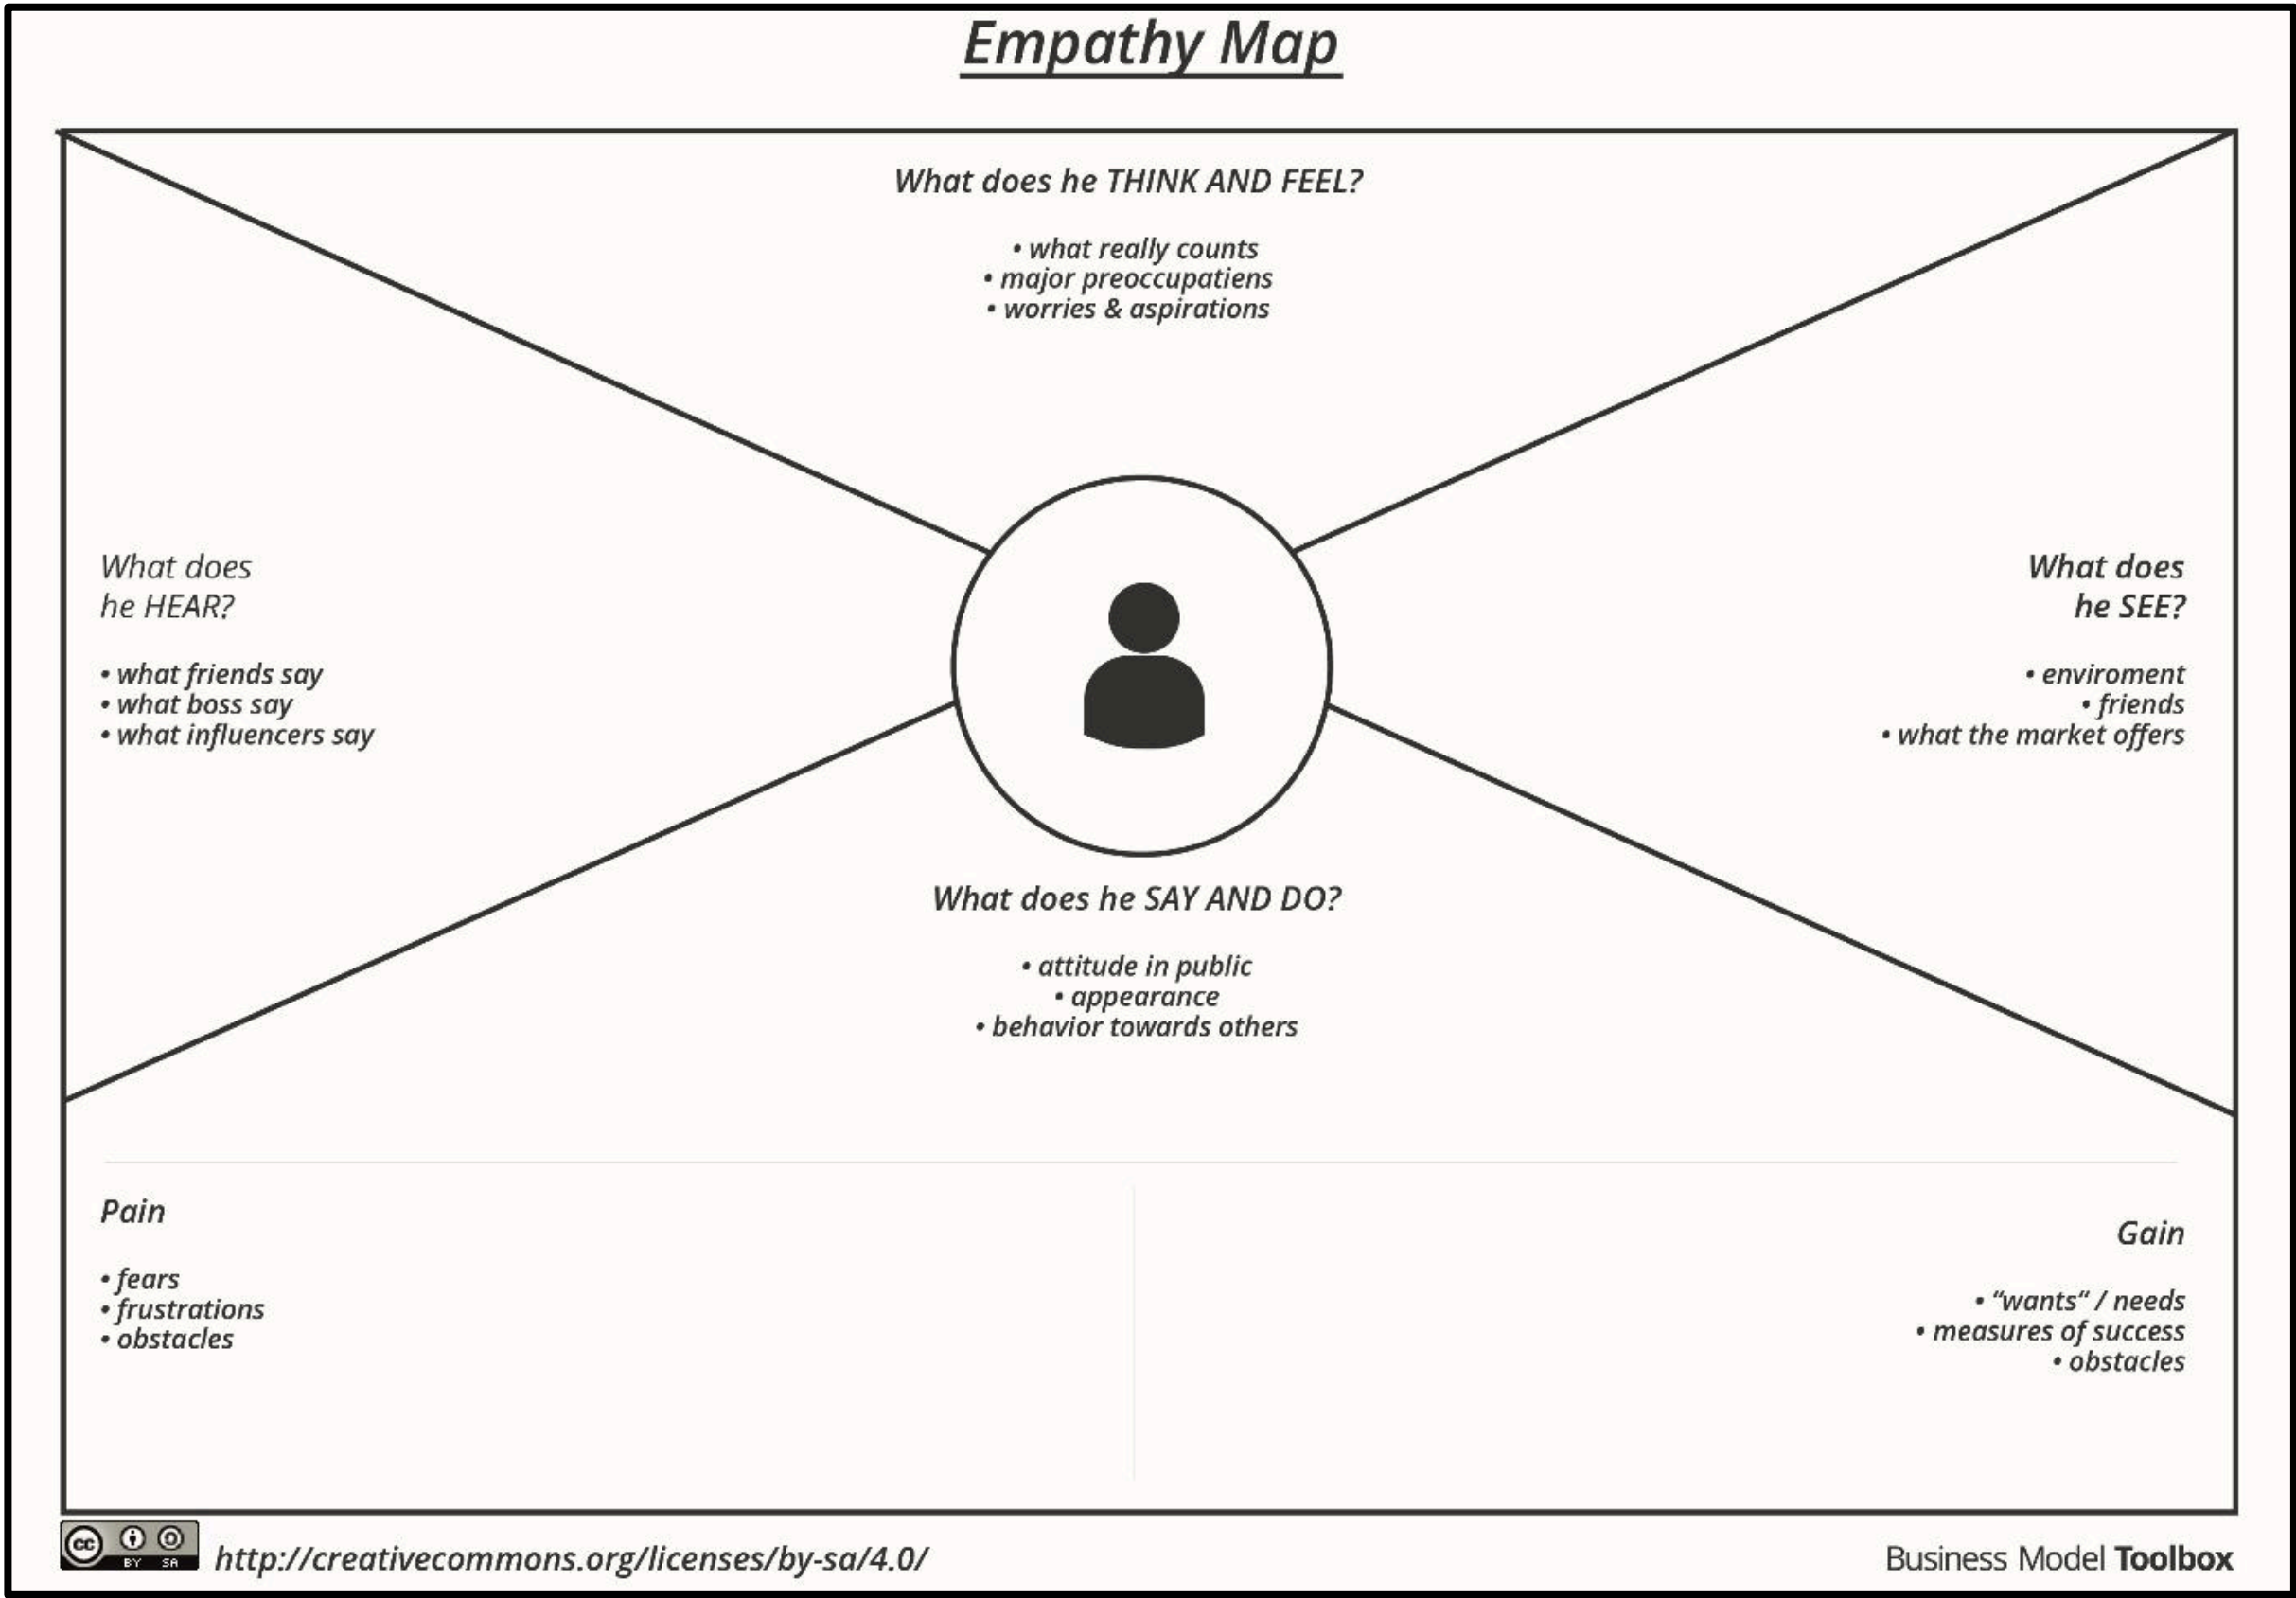 Empathy Map
What does he THINK AND FEEL?
• what really counts
• major preoccupatiens
• worries & aspirations
What does
he HEAR?
• what friends say
• what boss say
• what influencers say
What does
he SEE?
• enviroment
• friends
• what the market offers
What does he SAY AND DO?
• attitude in public
• appearance
• behavior towards others
Pain
• fears
• frustrations
• obstacles
Gain
• “wants“ / needs
• measures of success
• obstacles
cc BY SA
http://creativecommons.org/licenses/by-sa/4.0/
Business Model Toolbox